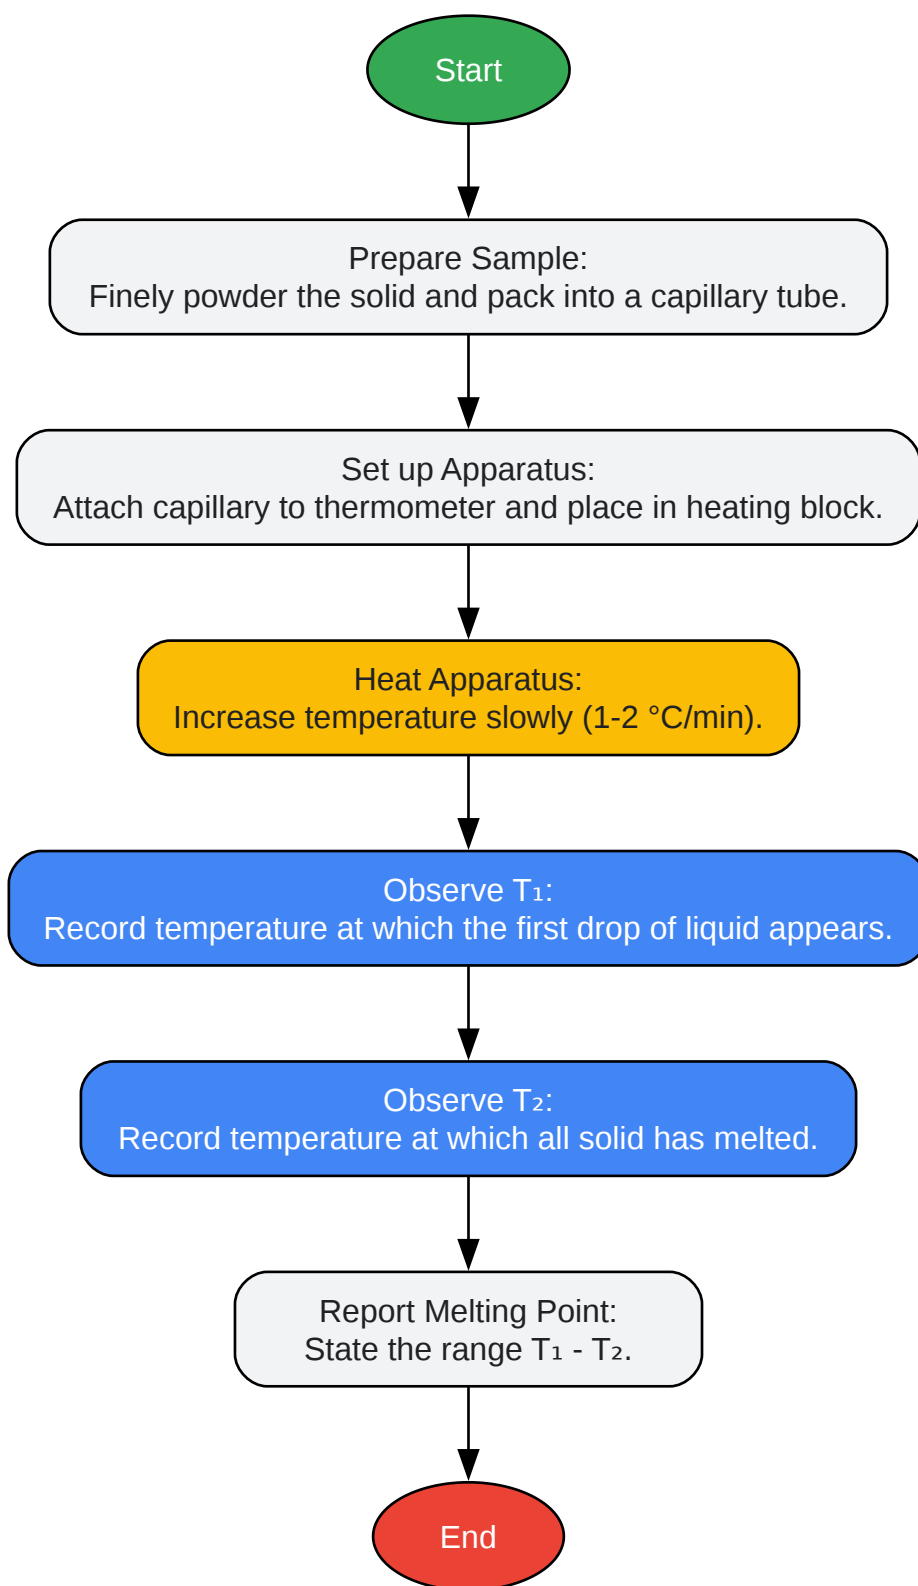 Start
Prepare Sample:
Finely powder the solid and pack into a capillary tube.
Set up Apparatus:
Attach capillary to thermometer and place in heating block.
Heat Apparatus:
Increase temperature slowly (1-2 °C/min).
Observe T₁:
Record temperature at which the first drop of liquid appears.
Observe T₂:
Record temperature at which all solid has melted.
Report Melting Point:
State the range T₁ - T₂.
End